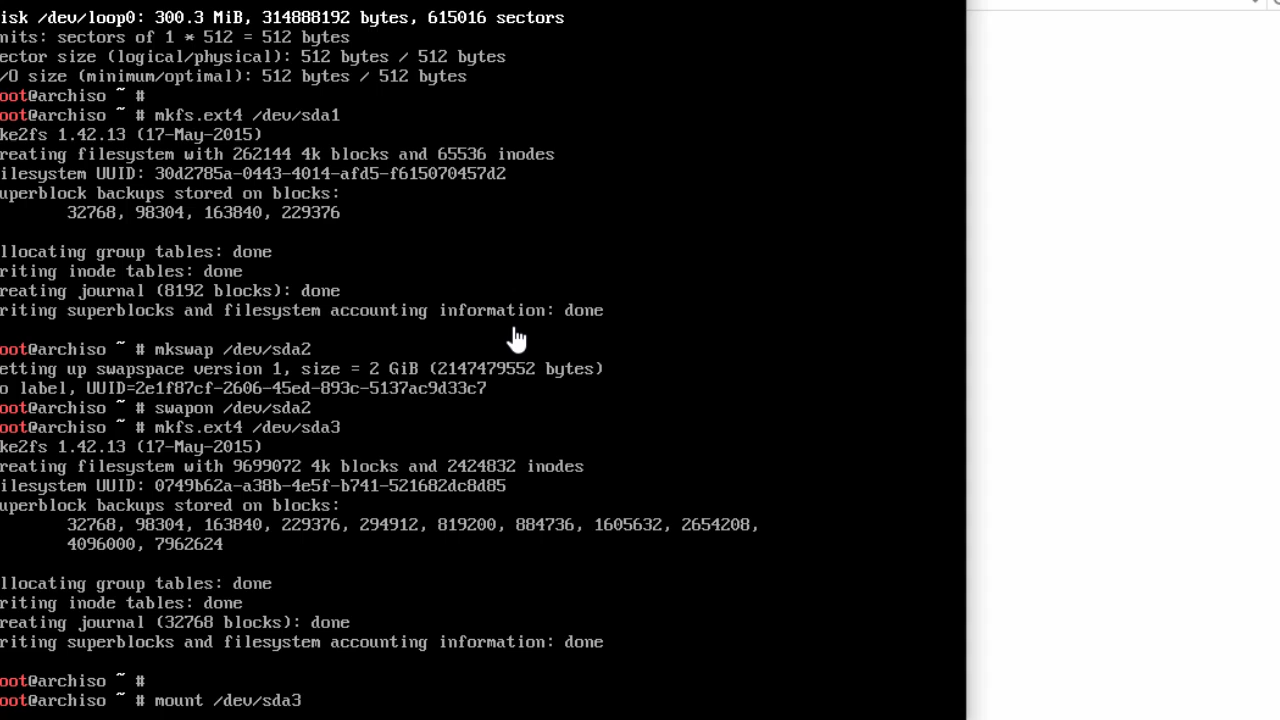 isk /dev/loop0: 300.3 MiB, 314888192 bytes, 615016 sectors
nits: sectors of 1 * 512 = 512 bytes
ector size (logical/physical): 512 bytes / 512 bytes
/O size (minimum/optimal): 512 bytes / 512 bytes
oot@archiso ~ #
oot@archiso ~ # mkfs.ext4 /dev/sda1
ke2fs 1.42.13 (17-May-2015)
reating filesystem with 262144 4k blocks and 65536 inodes
ilesystem UUID: 30d2785a-0443-4014-afd5-f615070457d2
uperblock backups stored on blocks:
32768, 98304, 163840, 229376
llocating group tables: done
riting inode tables: done
reating journal (8192 blocks): done
riting superblocks and filesystem accounting information: done
oot@archiso ~ # mkswap /dev/sda2
etting up swapspace version 1, size = 2 GiB (2147479552 bytes)
o label, UUID=2e1f87cf-2606-45ed-893c-5137ac9d33c7
oot@archiso ~ # swapon /dev/sda2
oot@archiso ~ # mkfs.ext4 /dev/sda3
ke2fs 1.42.13 (17-May-2015)
reating filesystem with 9699072 4k blocks and 2424832 inodes
ilesystem UUID: 0749b62a-a38b-4e5f-b741-521682dc8d85
uperblock backups stored on blocks:
32768, 98304, 163840, 229376, 294912, 819200, 884736, 1605632, 2654208,
4096000, 7962624
llocating group tables: done
riting inode tables: done
reating journal (32768 blocks): done
riting superblocks and filesystem accounting information: done
oot@archiso ~ #
oot@archiso ~ # mount /dev/sda3